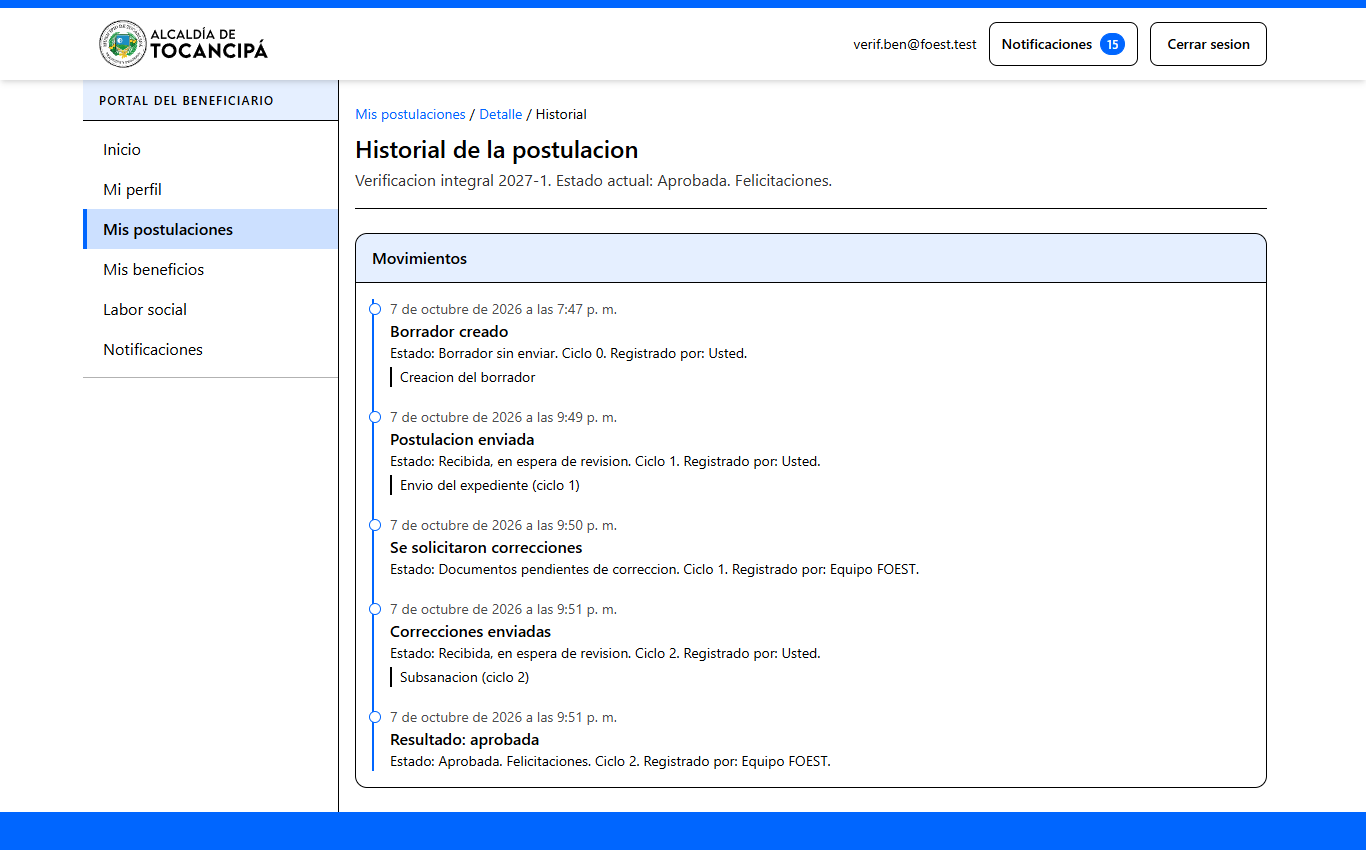 ALCALDÍA DE
TOCANCIPÁ
verif.ben@foest.test
Notificaciones 15
Cerrar sesion
PORTAL DEL BENEFICIARIO
Inicio
Mi perfil
Mis postulaciones
Mis beneficios
Labor social
Notificaciones
Mis postulaciones / Detalle / Historial
Historial de la postulacion
Verificacion integral 2027-1. Estado actual: Aprobada. Felicitaciones.
Movimientos
7 de octubre de 2026 a las 7:47 p. m.
Borrador creado
Estado: Borrador sin enviar. Ciclo 0. Registrado por: Usted.
Creacion del borrador
7 de octubre de 2026 a las 9:49 p. m.
Postulacion enviada
Estado: Recibida, en espera de revision. Ciclo 1. Registrado por: Usted.
Envio del expediente (ciclo 1)
7 de octubre de 2026 a las 9:50 p. m.
Se solicitaron correcciones
Estado: Documentos pendientes de correccion. Ciclo 1. Registrado por: Equipo FOEST.
7 de octubre de 2026 a las 9:51 p. m.
Correcciones enviadas
Estado: Recibida, en espera de revision. Ciclo 2. Registrado por: Usted.
Subsanacion (ciclo 2)
7 de octubre de 2026 a las 9:51 p. m.
Resultado: aprobada
Estado: Aprobada. Felicitaciones. Ciclo 2. Registrado por: Equipo FOEST.